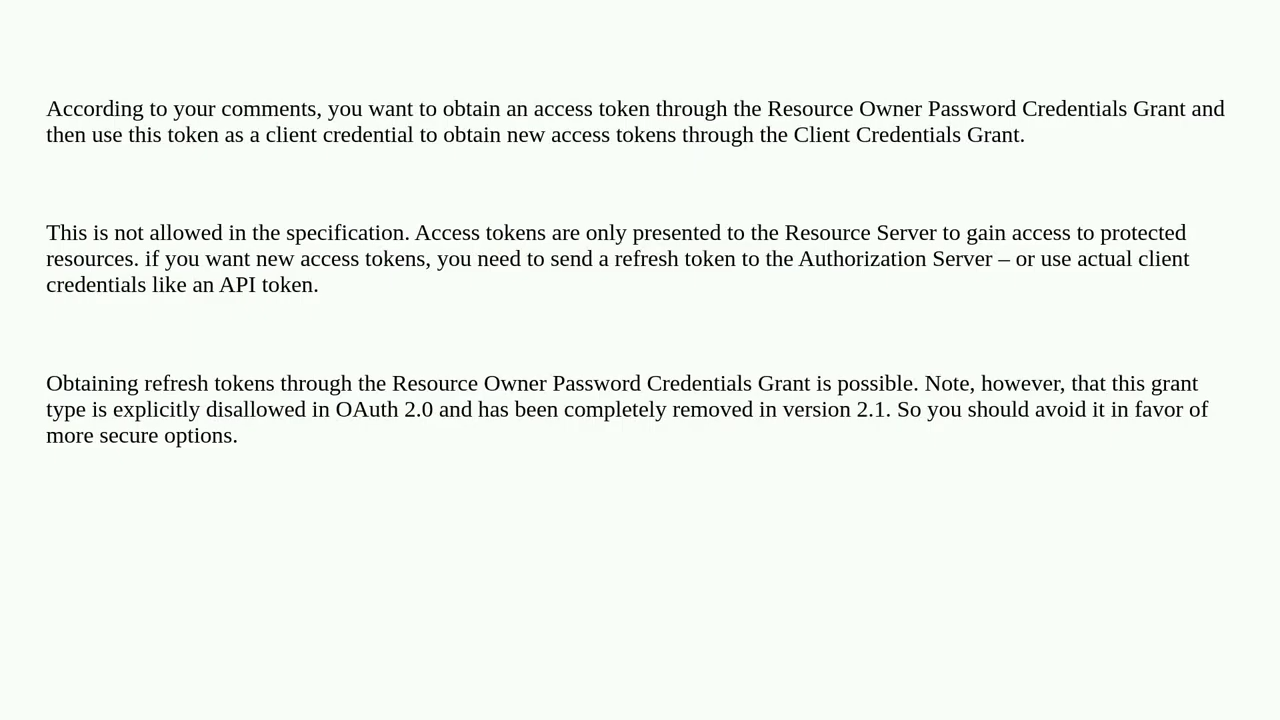 According to your comments, you want to obtain an access token through the Resource Owner Password Credentials Grant and
then use this token as a client credential to obtain new access tokens through the Client Credentials Grant.
This is not allowed in the specification. Access tokens are only presented to the Resource Server to gain access to protected
resources. if you want new access tokens, you need to send a refresh token to the Authorization Server – or use actual client
credentials like an API token.
Obtaining refresh tokens through the Resource Owner Password Credentials Grant is possible. Note, however, that this grant
type is explicitly disallowed in OAuth 2.0 and has been completely removed in version 2.1. So you should avoid it in favor of
more secure options.